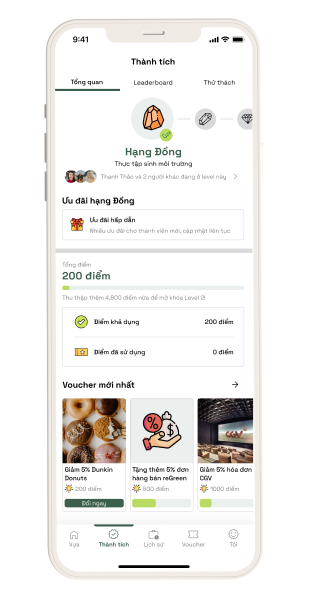 9:41
Thành tích
Tổng quan
Leaderboard
Thử thách
Hạng Đồng
Thực tập sinh môi trường
Thanh Thảo và 2 người khác đang ở level này
Ưu đãi hạng Đồng
Ưu đãi hấp dẫn
Nhiều ưu đãi cho thành viên mới, cập nhật liên tục
Tổng điểm
200 điểm
Thu thập thêm 4,800 điểm nữa để mở khóa Level 2!
Điểm khả dụng
200 điểm
Điểm đã sử dụng
0 điểm
Voucher mới nhất
Giảm 5% Dunkin
Donuts
200 điểm
Đổi ngay
Tặng thêm 5% đơn
hàng bán reGreen
500 điểm
CGV
Giảm 5% hóa đơn
CGV
1000 điểm
Vựa
Thành tích
Lịch sử
Voucher
Tôi